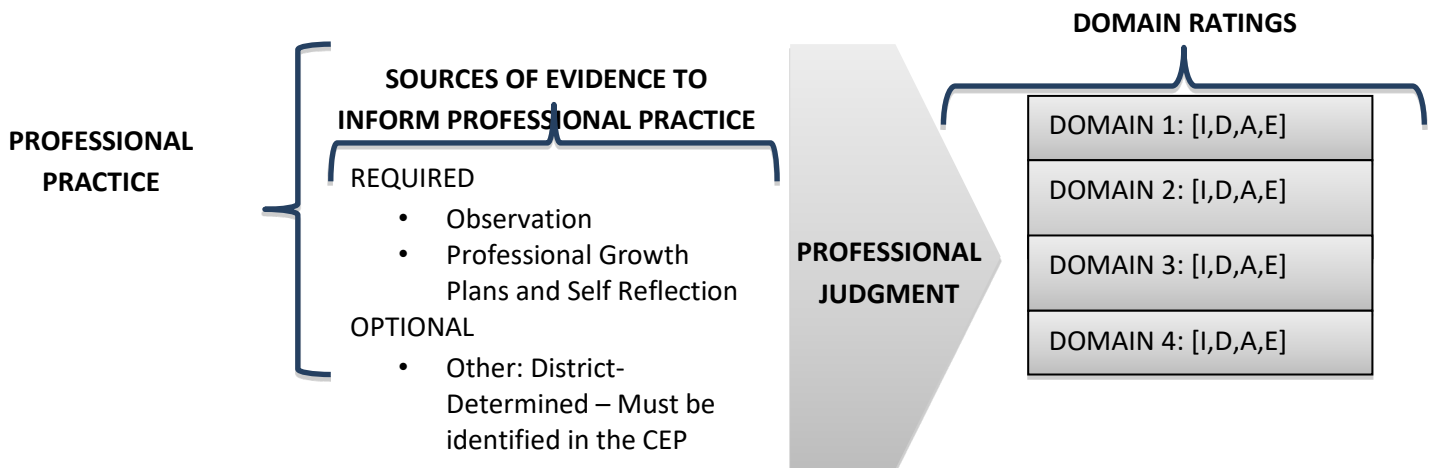 PROFESSIONAL
PRACTICE
SOURCES OF EVIDENCE TO
INFORM PROFESSIONAL PRACTICE
REQUIRED
• Observation
• Professional Growth
Plans and Self Reflection
OPTIONAL
• Other: District-
Determined – Must be
identified in the CEP
PROFESSIONAL
JUDGMENT
DOMAIN RATINGS
DOMAIN 1: [I,D,A,E]
DOMAIN 2: [I,D,A,E]
DOMAIN 3: [I,D,A,E]
DOMAIN 4: [I,D,A,E]